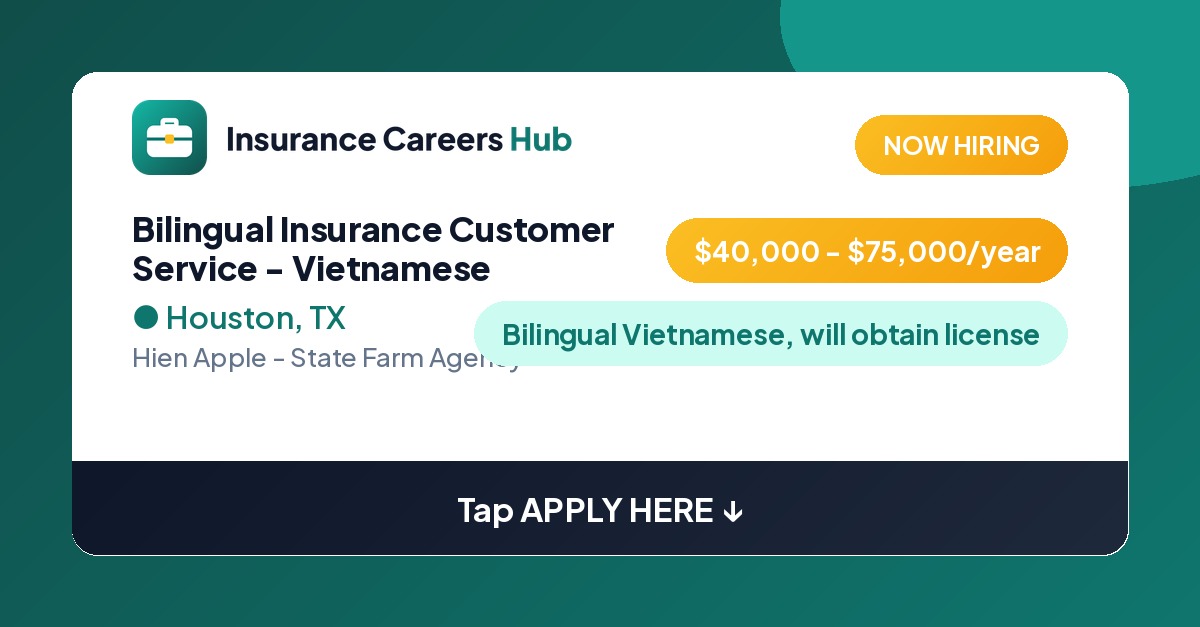 Insurance Careers Hub
NOW HIRING
Bilingual Insurance Customer
Service – Vietnamese
$40,000 – $75,000/year
Houston, TX
Bilingual Vietnamese, will obtain license
Hien Apple – State Farm Agency
Tap APPLY HERE ↓